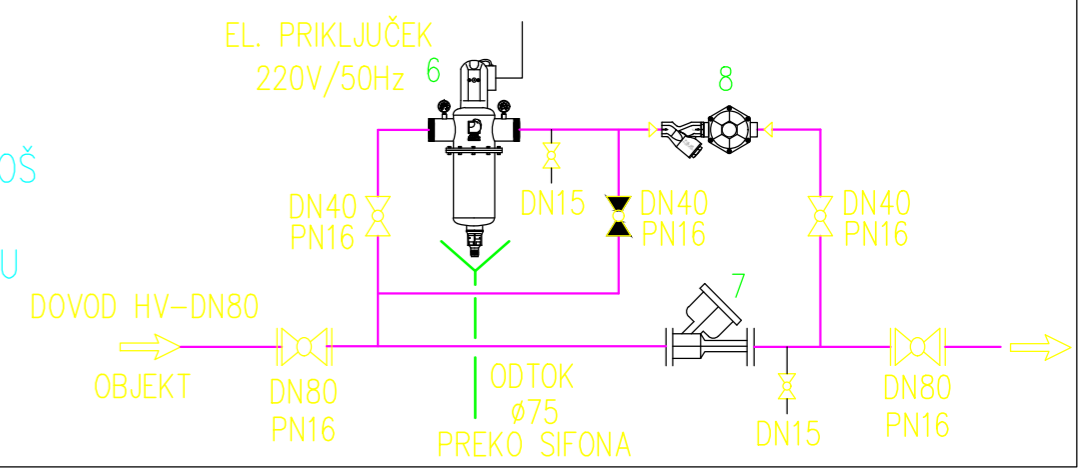 EL. PRIKLJUČEK
220V/50Hz
6
8
OŠ
U
DN40
PN16
DN15
DN40
PN16
DN40
PN16
DOVOD HV-DN80
7
OBJEKT
DN80
PN16
ODTOK
ø75
PREKO SIFONA
DN15
DN80
PN16